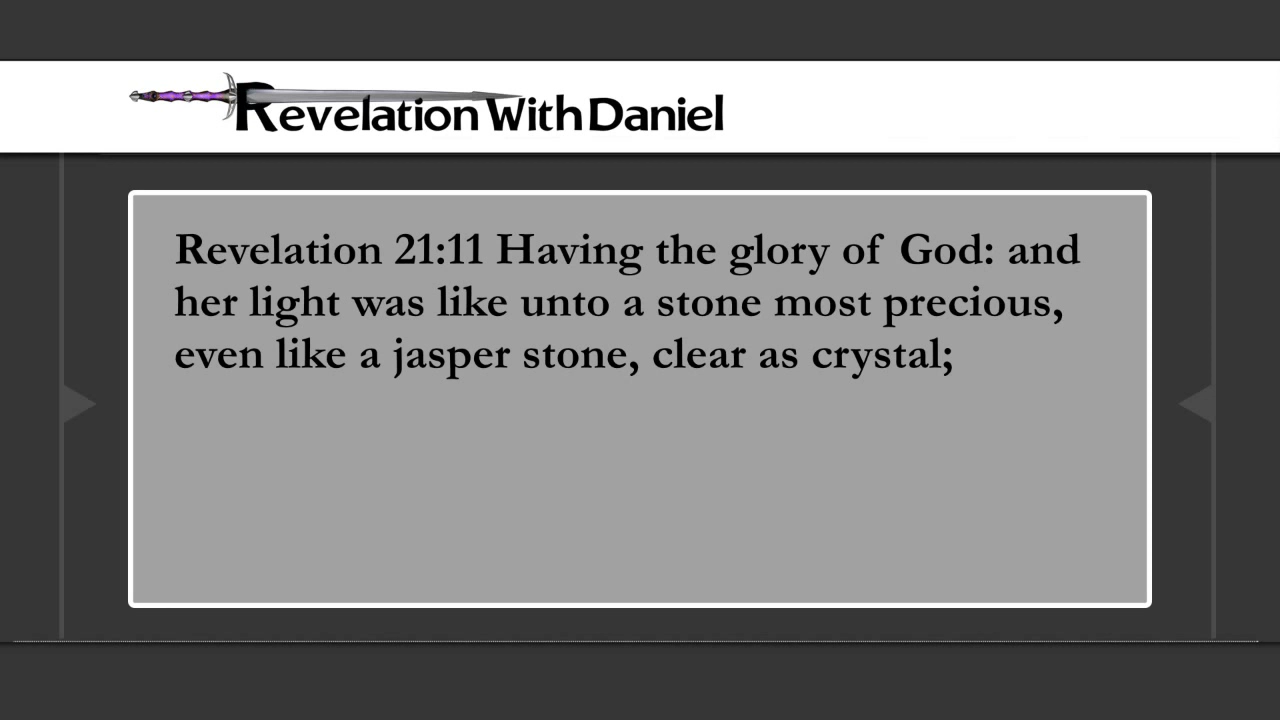 Revelation With Daniel
Revelation 21:11 Having the glory of God: and
her light was like unto a stone most precious,
even like a jasper stone, clear as crystal;